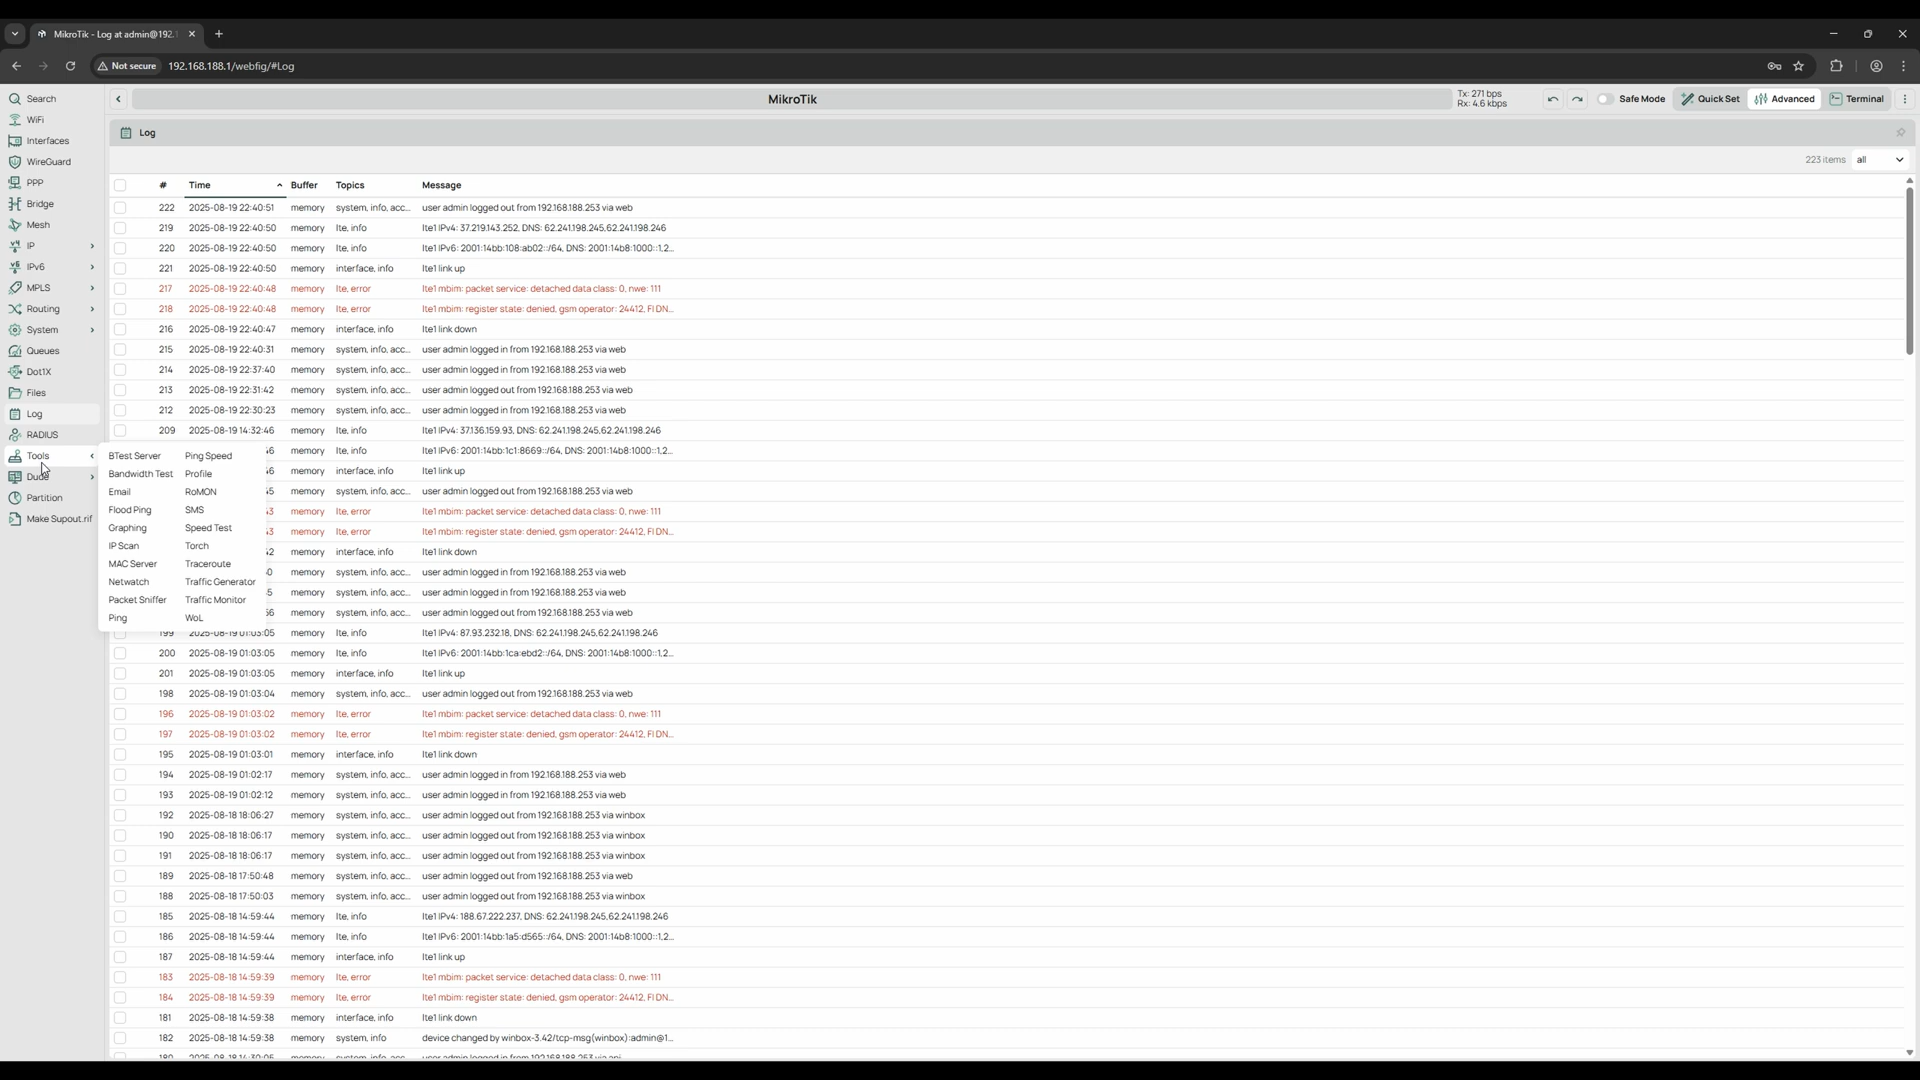 MikroTik - Log at admin@192.1
Not secure 192.168.188.1/webfig/#Log
Search
WiFi
Interfaces
WireGuard
PPP
Bridge
Mesh
IP
IPv6
MPLS
Routing
System
Queues
Dot1X
Files
Log
RADIUS
Tools
Dude
Partition
Make Supout.rif
MikroTik
Tx: 271 bps
Rx: 4.6 kbps
Safe Mode Quick Set Advanced Terminal
Log
223 items all
# Time Buffer Topics Message
222 2025-08-19 22:40:51 memory system, info, acc... user admin logged out from 192.168.188.253 via web
219 2025-08-19 22:40:50 memory lte, info lte1 IPv4: 37.219.143.252, DNS: 62.241.198.245,62.241.198.246
220 2025-08-19 22:40:50 memory lte, info lte1 IPv6: 2001:14bb:108:ab02::/64, DNS: 2001:14b8:1000::1,2...
221 2025-08-19 22:40:50 memory interface, info lte1 link up
217 2025-08-19 22:40:48 memory lte, error lte1 mbim: packet service: detached data class: 0, nwe: 111
218 2025-08-19 22:40:48 memory lte, error lte1 mbim: register state: denied, gsm operator: 24412, FI DN...
216 2025-08-19 22:40:47 memory interface, info lte1 link down
215 2025-08-19 22:40:31 memory system, info, acc... user admin logged in from 192.168.188.253 via web
214 2025-08-19 22:37:40 memory system, info, acc... user admin logged in from 192.168.188.253 via web
213 2025-08-19 22:31:42 memory system, info, acc... user admin logged out from 192.168.188.253 via web
212 2025-08-19 22:30:23 memory system, info, acc... user admin logged in from 192.168.188.253 via web
209 2025-08-19 14:32:46 memory lte, info lte1 IPv4: 37.136.159.93, DNS: 62.241.198.245,62.241.198.246
46 memory lte, info lte1 IPv6: 2001:14bb:1c1:8669::/64, DNS: 2001:14b8:1000::1,2...
46 memory interface, info lte1 link up
45 memory system, info, acc... user admin logged out from 192.168.188.253 via web
43 memory lte, error lte1 mbim: packet service: detached data class: 0, nwe: 111
43 memory lte, error lte1 mbim: register state: denied, gsm operator: 24412, FI DN...
42 memory interface, info lte1 link down
0 memory system, info, acc... user admin logged in from 192.168.188.253 via web
5 memory system, info, acc... user admin logged in from 192.168.188.253 via web
56 memory system, info, acc... user admin logged out from 192.168.188.253 via web
199 2025-08-19 01:03:05 memory lte, info lte1 IPv4: 87.93.232.18, DNS: 62.241.198.245,62.241.198.246
200 2025-08-19 01:03:05 memory lte, info lte1 IPv6: 2001:14bb:1ca:ebd2::/64, DNS: 2001:14b8:1000::1,2...
201 2025-08-19 01:03:05 memory interface, info lte1 link up
198 2025-08-19 01:03:04 memory system, info, acc... user admin logged out from 192.168.188.253 via web
196 2025-08-19 01:03:02 memory lte, error lte1 mbim: packet service: detached data class: 0, nwe: 111
197 2025-08-19 01:03:02 memory lte, error lte1 mbim: register state: denied, gsm operator: 24412, FI DN...
195 2025-08-19 01:03:01 memory interface, info lte1 link down
194 2025-08-19 01:02:17 memory system, info, acc... user admin logged in from 192.168.188.253 via web
193 2025-08-19 01:02:12 memory system, info, acc... user admin logged in from 192.168.188.253 via web
192 2025-08-18 18:06:27 memory system, info, acc... user admin logged out from 192.168.188.253 via winbox
190 2025-08-18 18:06:17 memory system, info, acc... user admin logged out from 192.168.188.253 via winbox
191 2025-08-18 18:06:17 memory system, info, acc... user admin logged out from 192.168.188.253 via winbox
189 2025-08-18 17:50:48 memory system, info, acc... user admin logged out from 192.168.188.253 via web
188 2025-08-18 17:50:03 memory system, info, acc... user admin logged out from 192.168.188.253 via winbox
185 2025-08-18 14:59:44 memory lte, info lte1 IPv4: 188.67.222.237, DNS: 62.241.198.245,62.241.198.246
186 2025-08-18 14:59:44 memory lte, info lte1 IPv6: 2001:14bb:1a5:d565::/64, DNS: 2001:14b8:1000::1,2...
187 2025-08-18 14:59:44 memory interface, info lte1 link up
183 2025-08-18 14:59:39 memory lte, error lte1 mbim: packet service: detached data class: 0, nwe: 111
184 2025-08-18 14:59:39 memory lte, error lte1 mbim: register state: denied, gsm operator: 24412, FI DN...
181 2025-08-18 14:59:38 memory interface, info lte1 link down
182 2025-08-18 14:59:38 memory system, info device changed by winbox-3.42/tcp-msg(winbox):admin@1...
BTest Server Ping Speed
Bandwidth Test Profile
Email RoMON
Flood Ping SMS
Graphing Speed Test
IP Scan Torch
MAC Server Traceroute
Netwatch Traffic Generator
Packet Sniffer Traffic Monitor
Ping WoL